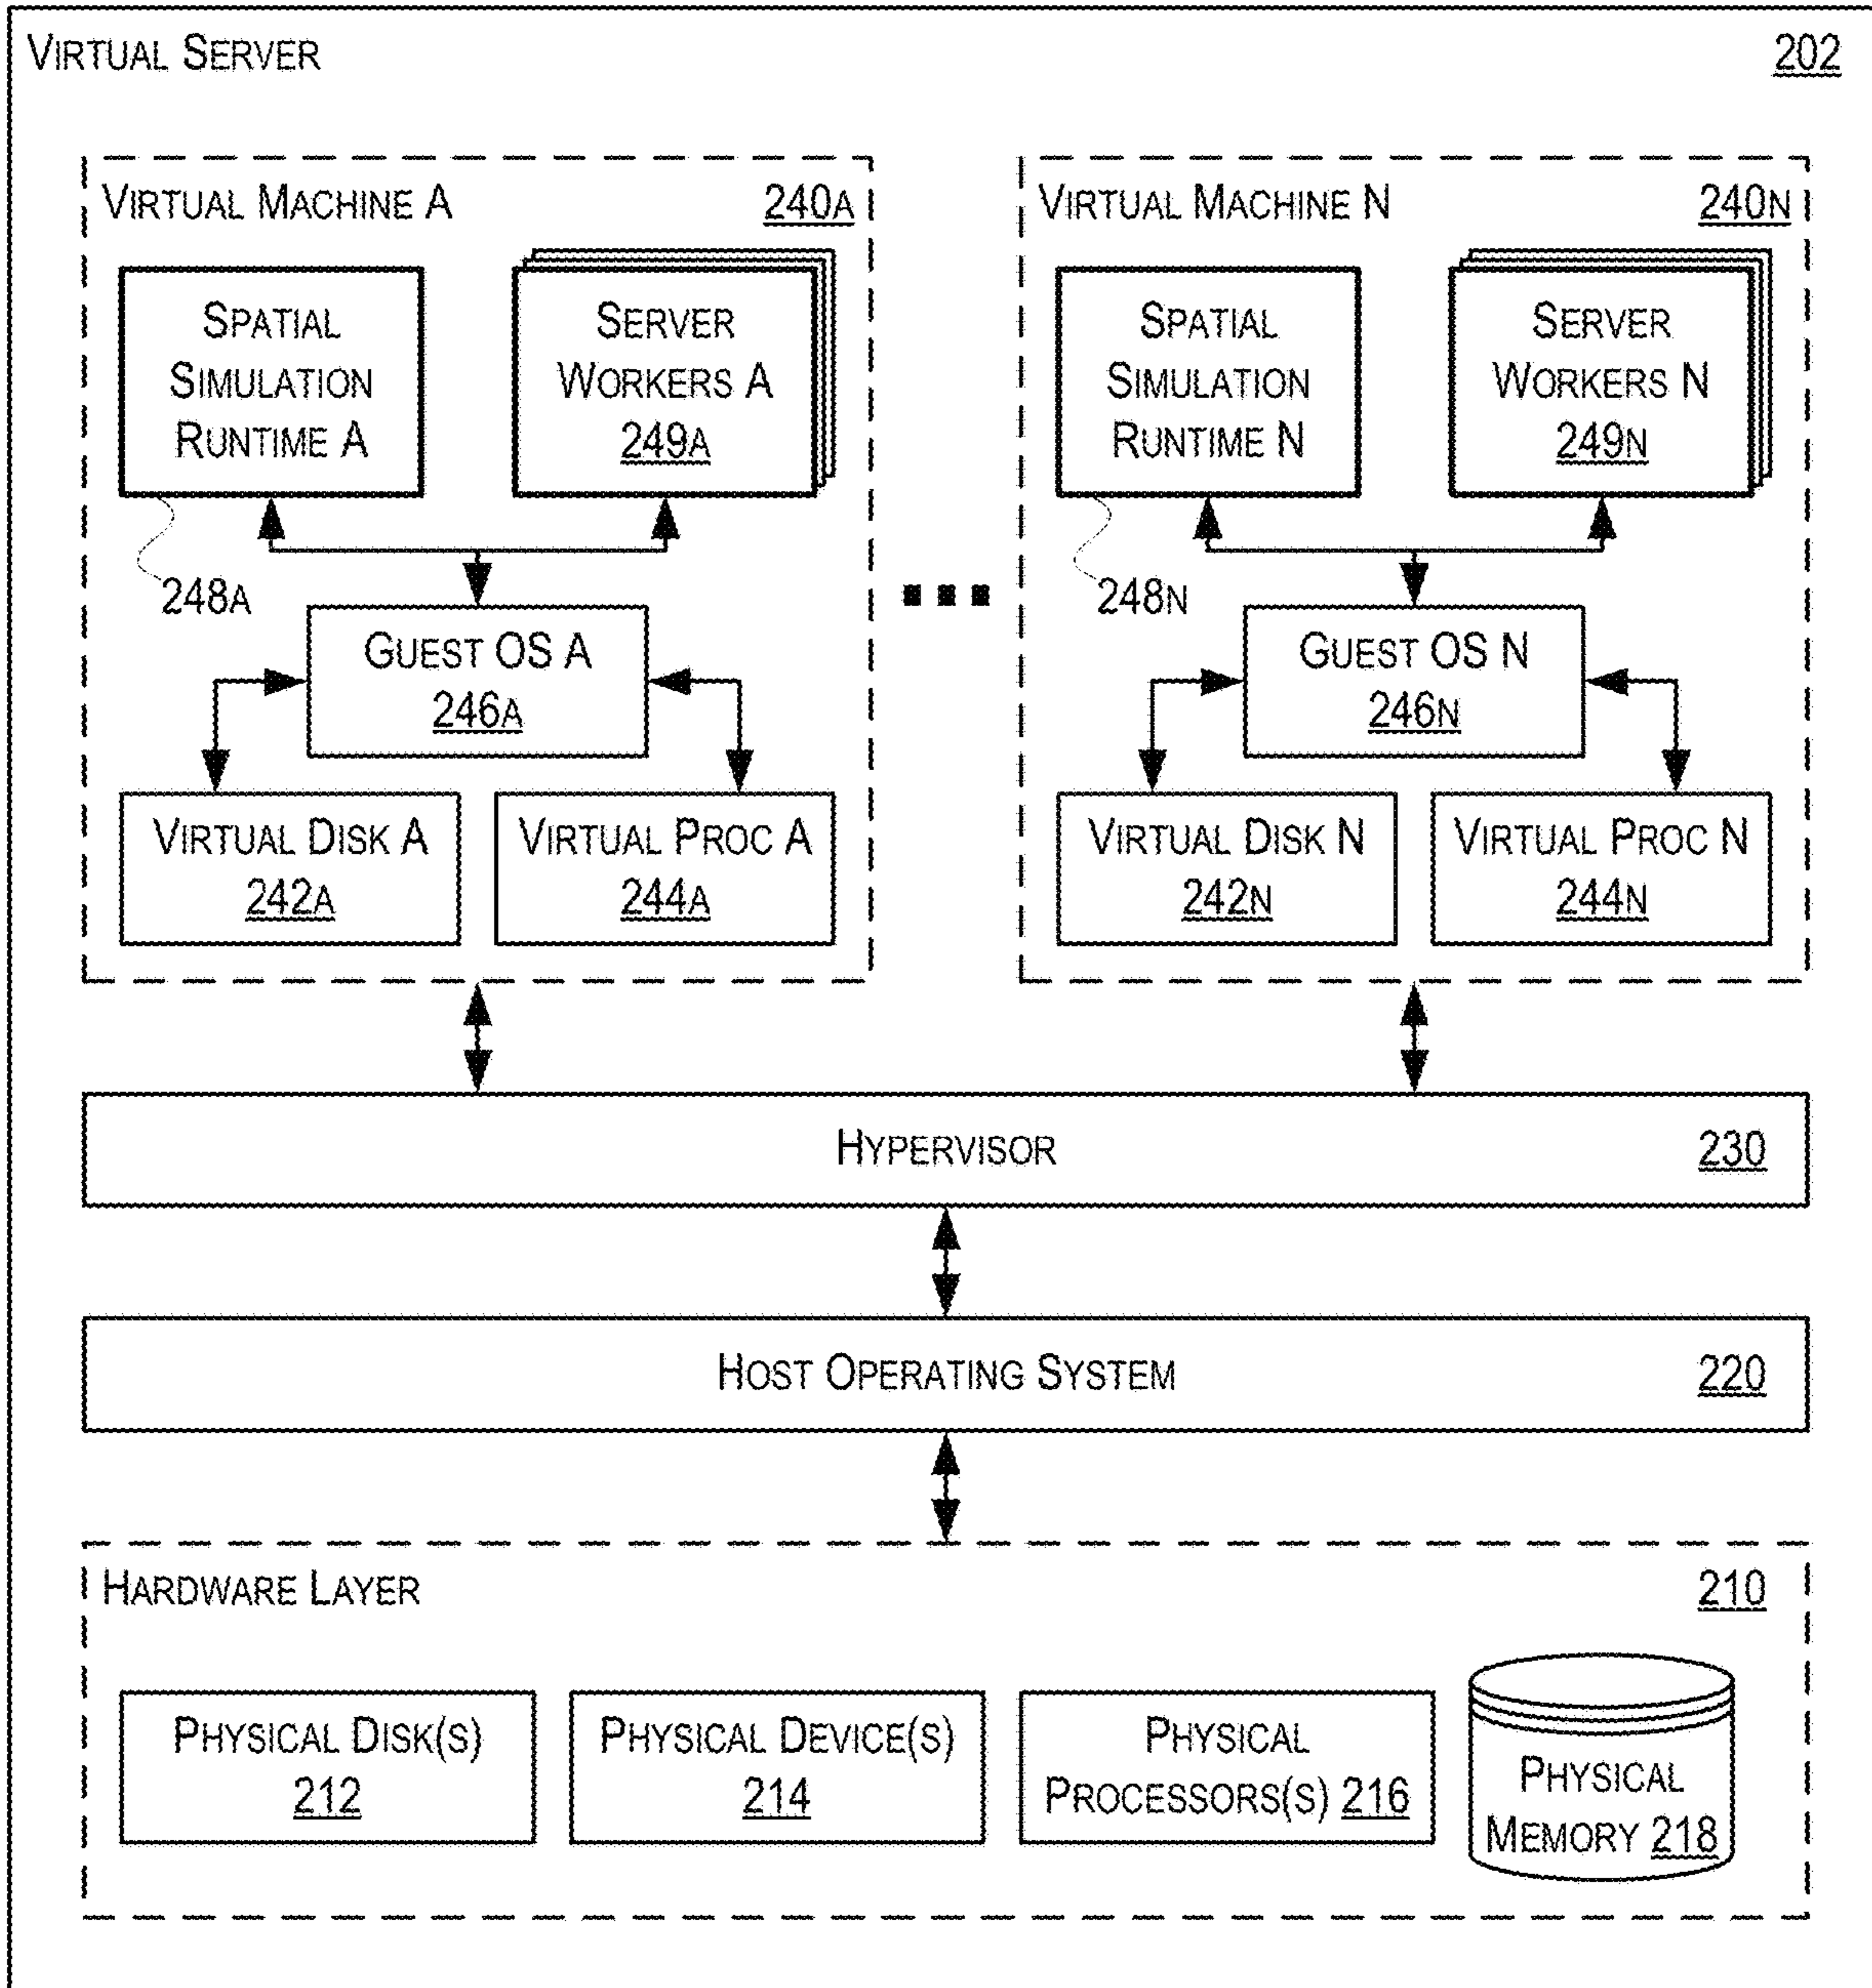 VIRTUAL SERVER 202
VIRTUAL MACHINE A 240A
SPATIAL
SIMULATION
RUNTIME A
248A
SERVER
WORKERS A
249A
GUEST OS A
246A
VIRTUAL DISK A
242A
VIRTUAL PROC A
244A
VIRTUAL MACHINE N 240N
SPATIAL
SIMULATION
RUNTIME N
248N
SERVER
WORKERS N
249N
GUEST OS N
246N
VIRTUAL DISK N
242N
VIRTUAL PROC N
244N
HYPERVISOR 230
HOST OPERATING SYSTEM 220
HARDWARE LAYER 210
PHYSICAL DISK(S)
212
PHYSICAL DEVICE(S)
214
PHYSICAL
PROCESSORS(S) 216
PHYSICAL
MEMORY 218